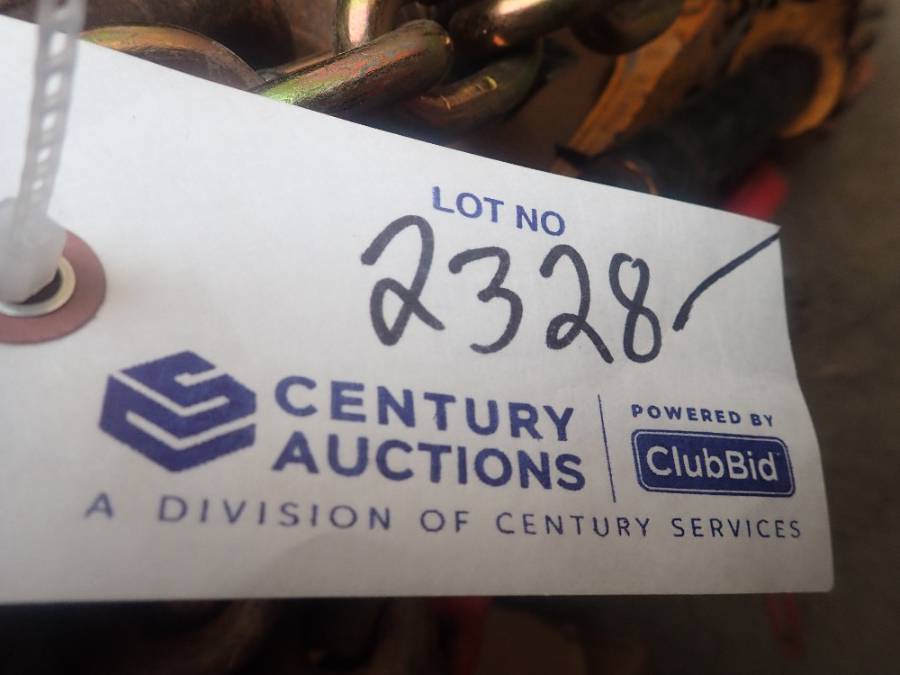 LOT NO
2328
CENTURY
AUCTIONS
POWERED BY
ClubBid
A DIVISION OF CENTURY SERVICES